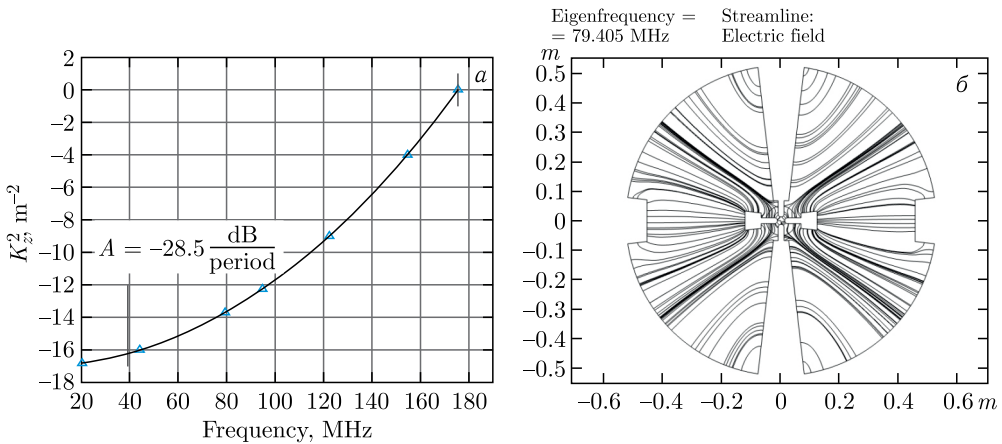 Eigenfrequency =
= 79.405 MHz
Streamline:
Electric field
2
0
−2
−4
−6
−8
−10
−12
−14
−16
−18
K_z^2, m^−2
а
A = −28.5 dB/period
20 40 60 80 100 120 140 160 180
Frequency, MHz
m
б
0.5
0.4
0.3
0.2
0.1
0
−0.1
−0.2
−0.3
−0.4
−0.5
−0.6 −0.4 −0.2 0 0.2 0.4 0.6 m